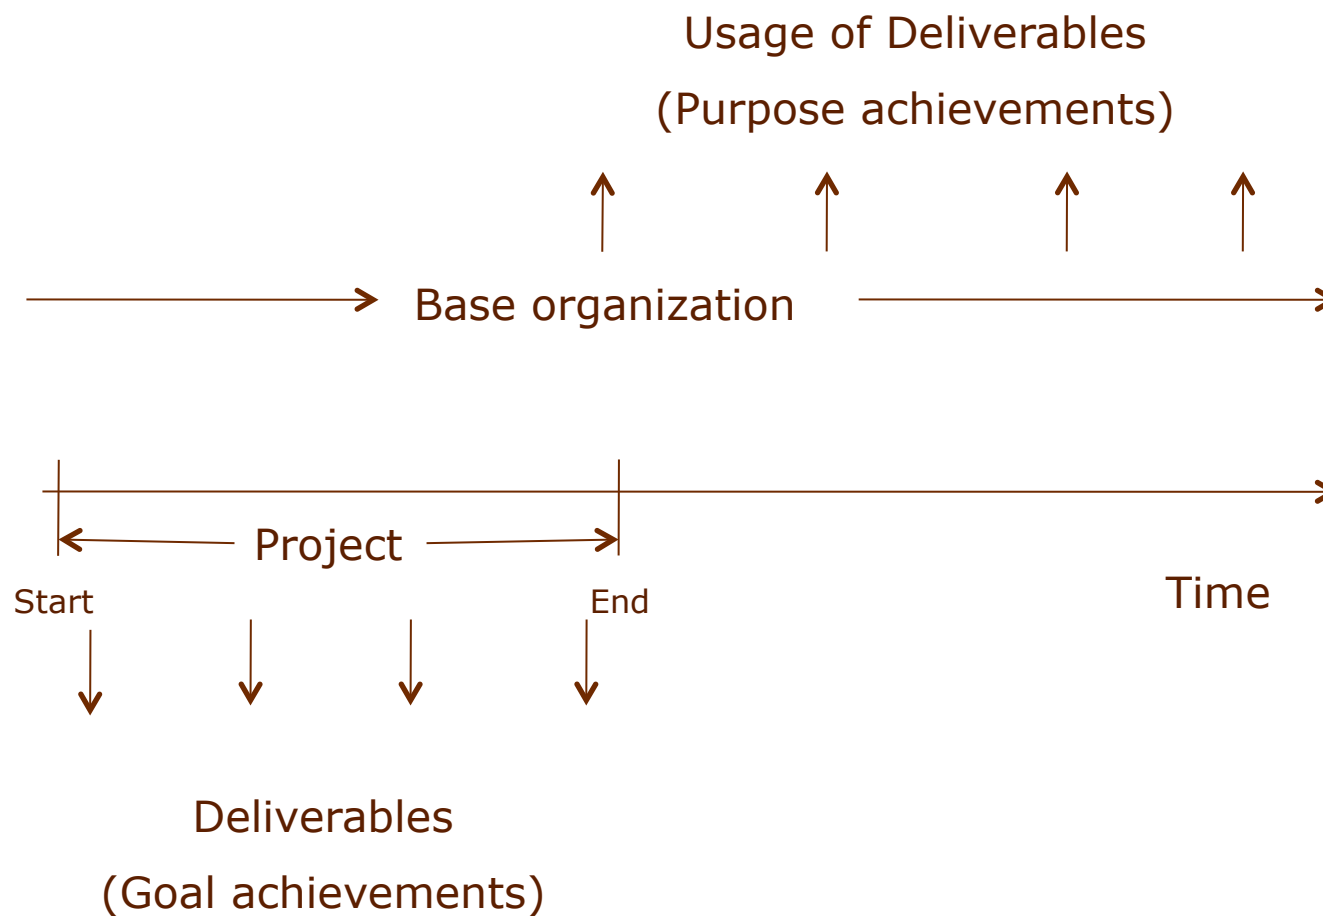 Usage of Deliverables
(Purpose achievements)
Base organization
Project
Start
End
Time
Deliverables
(Goal achievements)